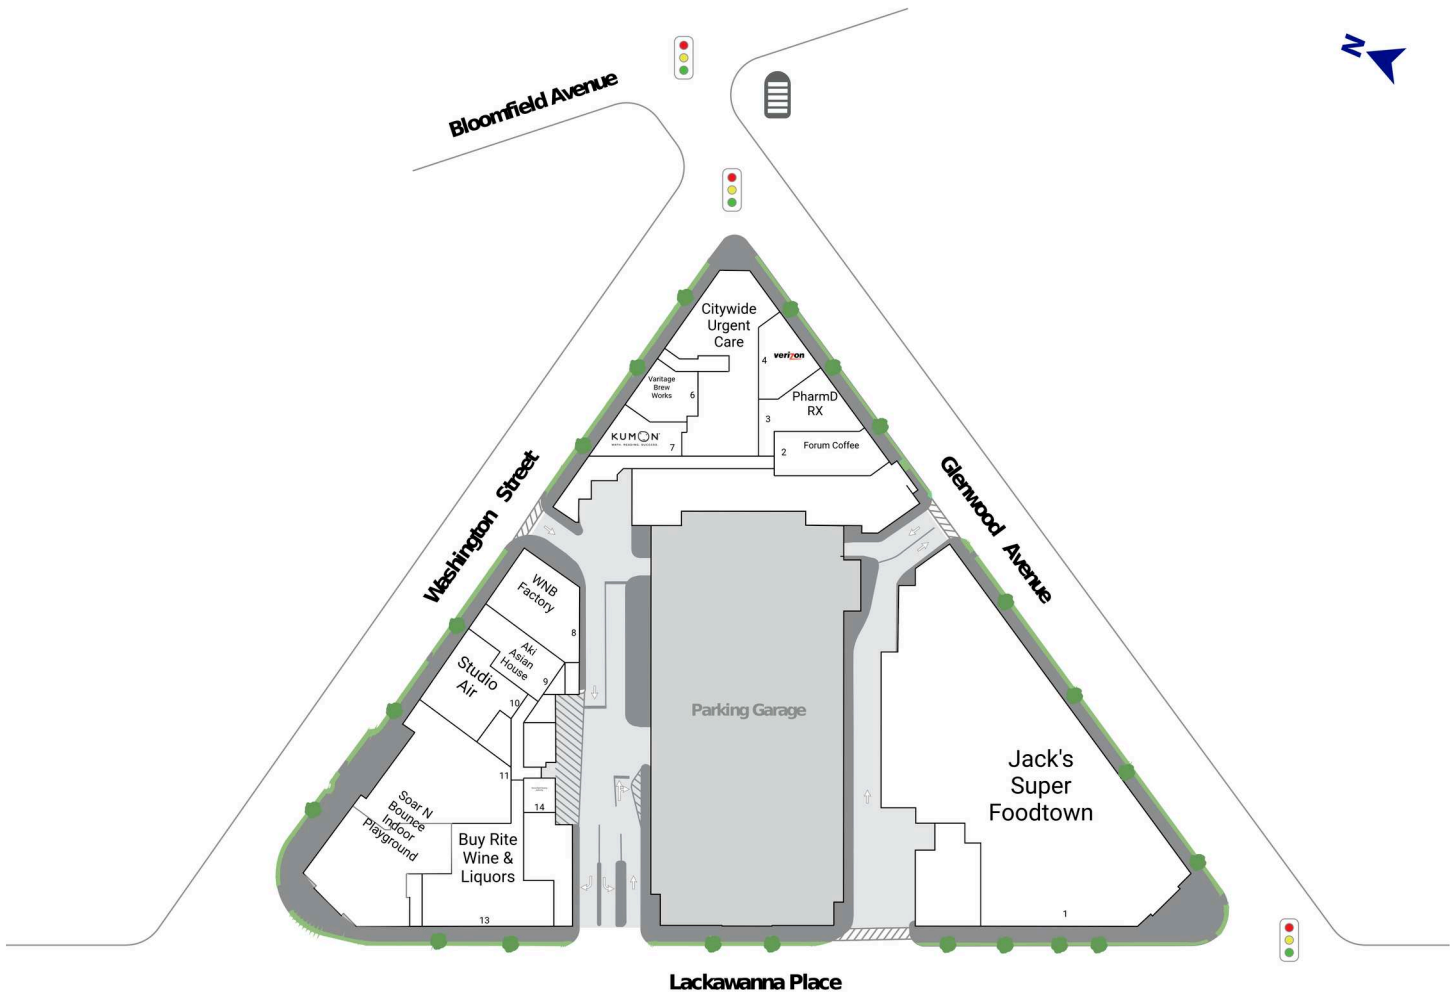 N
Bloomfield Avenue
Citywide
Urgent
Care
4
verizon
Varitage
Brew
Works
6
PharmD
RX
3
KUMON
7
Forum Coffee
2
Washington Street
Glenwood Avenue
WNB
Factory
8
Aki
Asian
House
9
Studio
Air
10
Parking Garage
11
Soar N
Bounce
Indoor
Playground
14
Buy Rite
Wine &
Liquors
13
Jack's
Super
Foodtown
1
Lackawanna Place